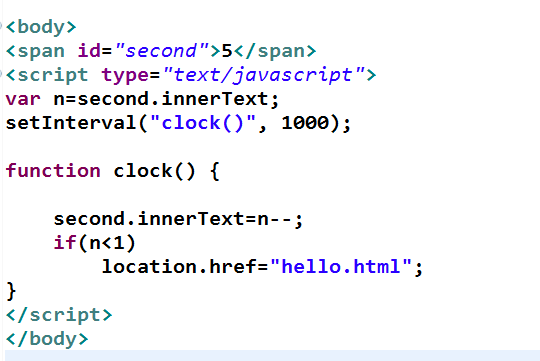 <body>
<span id="second">5</span>
<script type="text/javascript">
var n=second.innerText;
setInterval("clock()", 1000);
function clock() {
second.innerText=n--;
if(n<1)
location.href="hello.html";
}
</script>
</body>